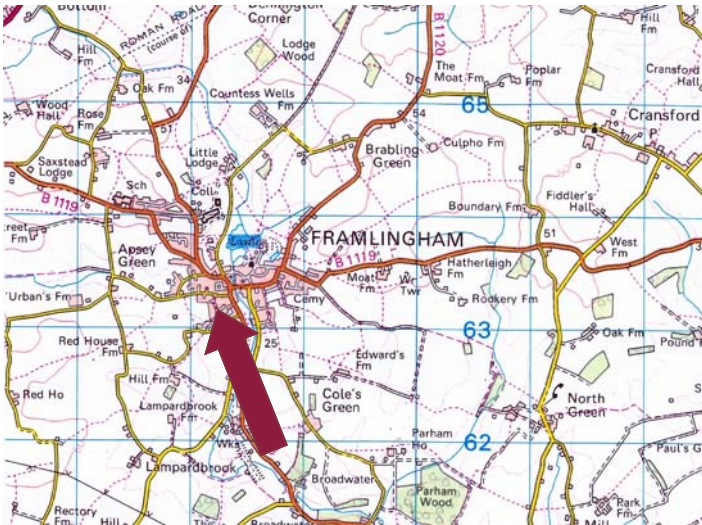 Bottom
Hill
Fm
ROMAN ROAD
(course of)
Corner
Lodge
Wood
B 1120
Hill
Fm
Wood
Hall
Rose
Fm
Oak Fm
34
Countess Wells
Fm
The
Moat Fm
Poplar
Fm
Cransford
Hall
65
51
54
Cransford
P
Saxstead
Lodge
Little
Lodge
Brabling
Green
Culpho Fm
Sch
Coll
B 1119
Fm
Boundary Fm
Fiddler's
Hall
Apsey
Green
Castle
FRAMLINGHAM
B 1119
51
West
Fm
Moat
Fm
Wr
Twr
Hatherleigh
Fm
Cemy
Rookery Fm
'Urban's Fm
63
Oak Fm
Red House
Fm
25
Edward's
Fm
Pound
Red Ho
Hill Fm
Lampardbrook
Fm
Cole's
Green
North
Green
Wks
Parham
Ho
62
Lampardbrook
Broadwater
Paul's
Parham
Wood
Park
Fm
Rectory
Fm
Hill
Broadwater
Mill